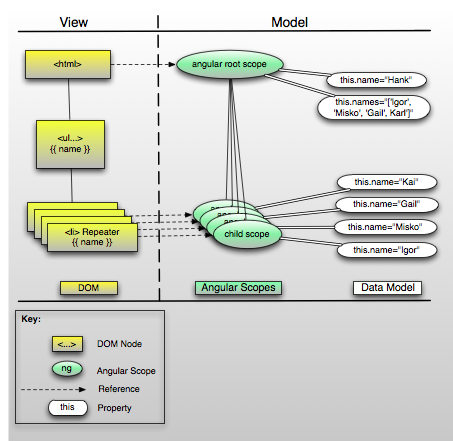 View
Model
<html>
angular root scope
this.name="Hank"
this.names="['Igor',
'Misko', 'Gail', Karl']"
<ul...>
{{ name }}
this.name="Kai"
this.name="Gail"
this.name="Misko"
this.name="Igor"
<li> Repeater
{{ name }}
child scope
DOM
Angular Scopes
Data Model
Key:
<...>
DOM Node
ng
Angular Scope
Reference
this
Property